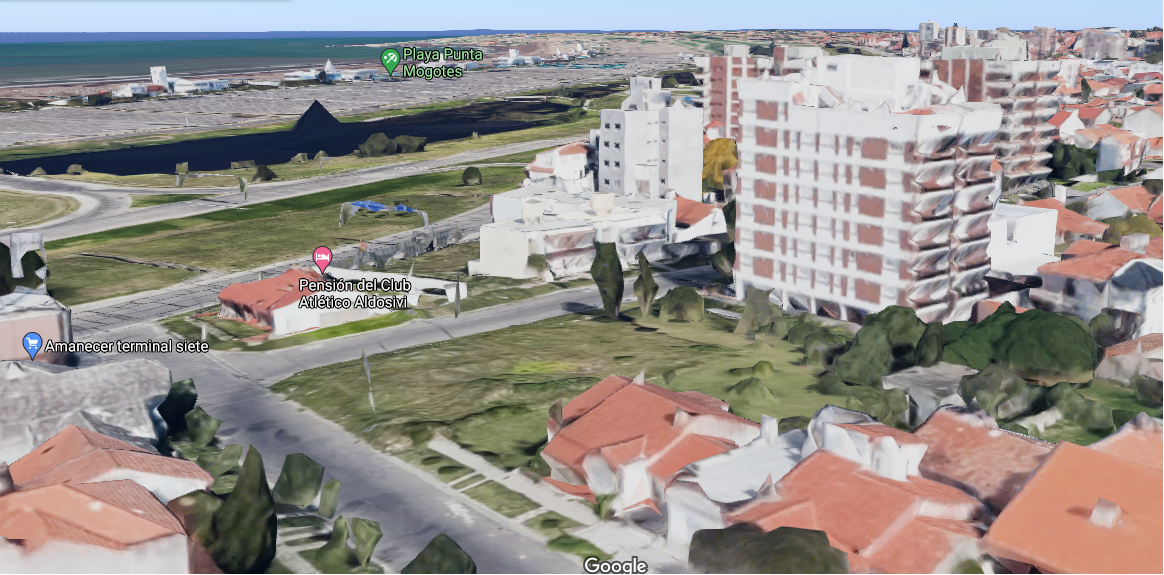 Playa Punta
Mogotes
Pensión del Club
Atlético Aldosivi
Amanecer terminal siete
Google